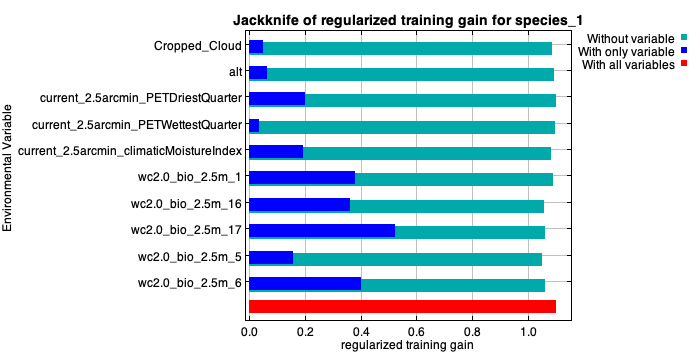 Jackknife of regularized training gain for species_1
Without variable
With only variable
With all variables
Environmental Variable
Cropped_Cloud
alt
current_2.5arcmin_PETDriestQuarter
current_2.5arcmin_PETWettestQuarter
current_2.5arcmin_climaticMoistureIndex
wc2.0_bio_2.5m_1
wc2.0_bio_2.5m_16
wc2.0_bio_2.5m_17
wc2.0_bio_2.5m_5
wc2.0_bio_2.5m_6
0.0 0.2 0.4 0.6 0.8 1.0
regularized training gain